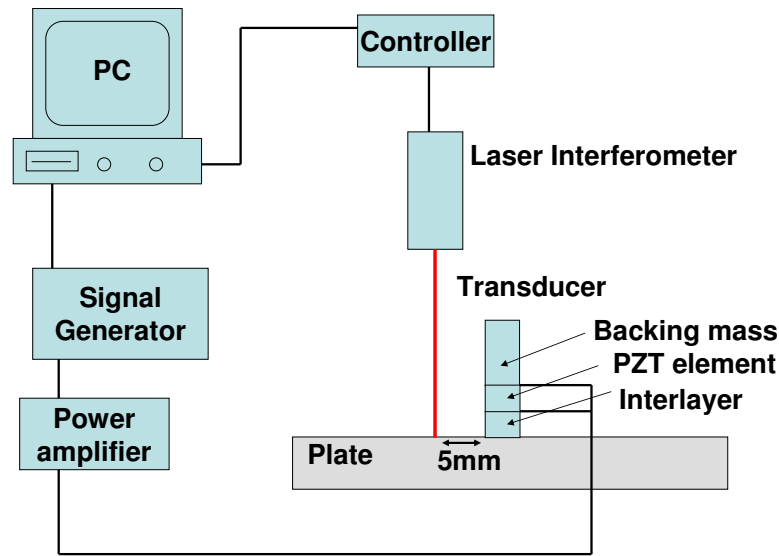 PC
Controller
Laser Interferometer
Signal
Generator
Transducer
Backing mass
PZT element
Interlayer
Power
amplifier
Plate
5mm